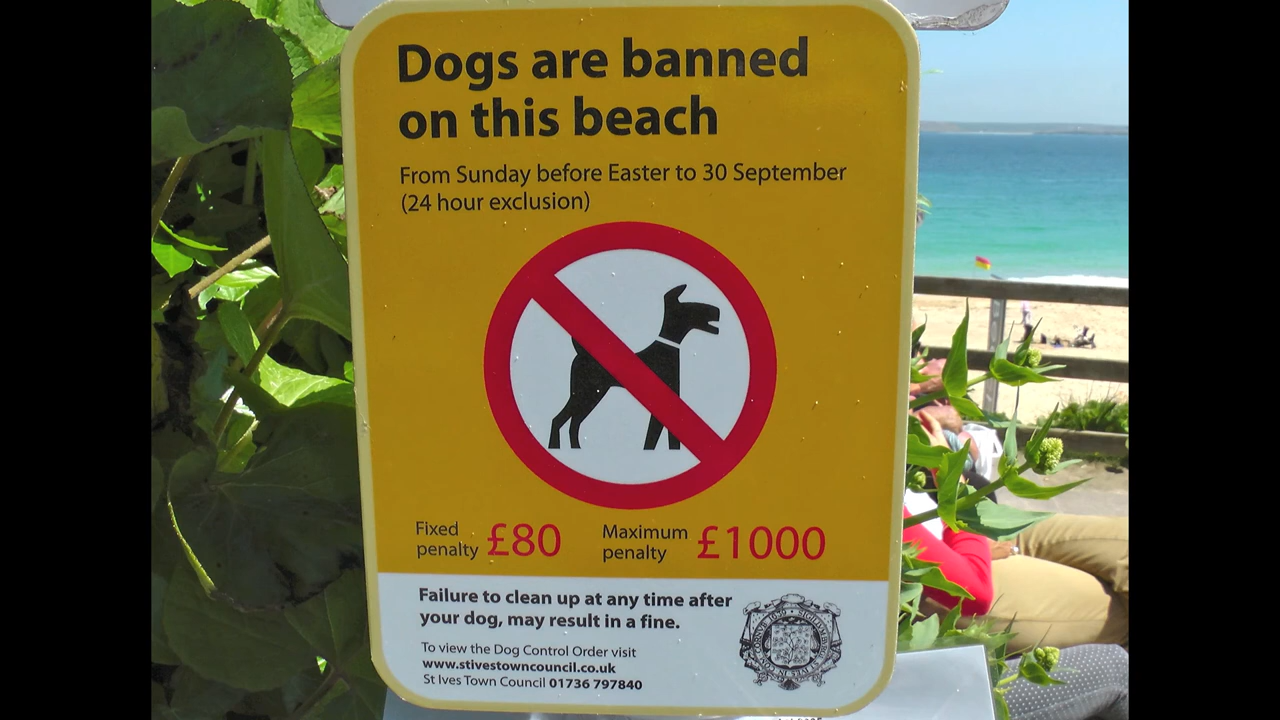 Dogs are banned
on this beach
From Sunday before Easter to 30 September
(24 hour exclusion)
Fixed penalty £80
Maximum penalty £1000
Failure to clean up at any time after
your dog, may result in a fine.
To view the Dog Control Order visit
www.stivestowncouncil.co.uk
St Ives Town Council 01736 797840